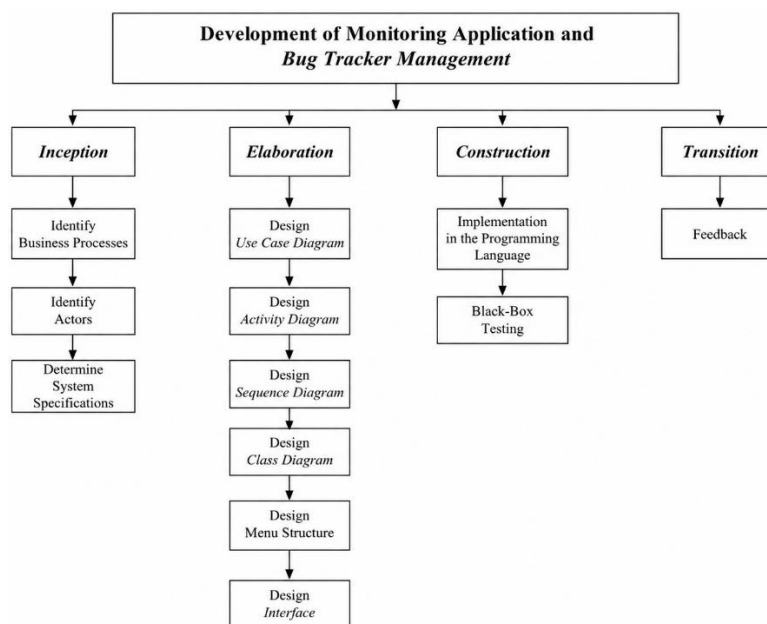 Development of Monitoring Application and
Bug Tracker Management
Inception
Elaboration
Construction
Transition
Identify
Business Processes
Identify
Actors
Determine
System
Specifications
Design
Use Case Diagram
Design
Activity Diagram
Design
Sequence Diagram
Design
Class Diagram
Design
Menu Structure
Design
Interface
Implementation
in the Programming
Language
Black-Box
Testing
Feedback